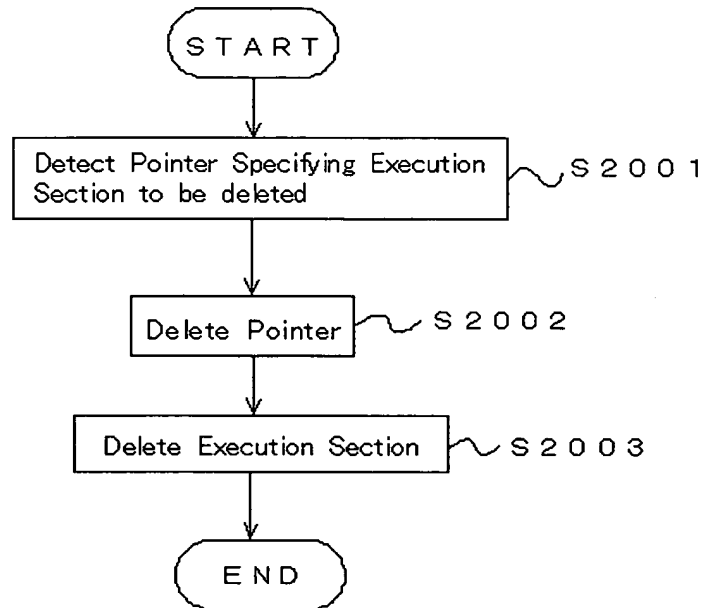 START
Detect Pointer Specifying Execution
Section to be deleted
S2001
Delete Pointer
S2002
Delete Execution Section
S2003
END